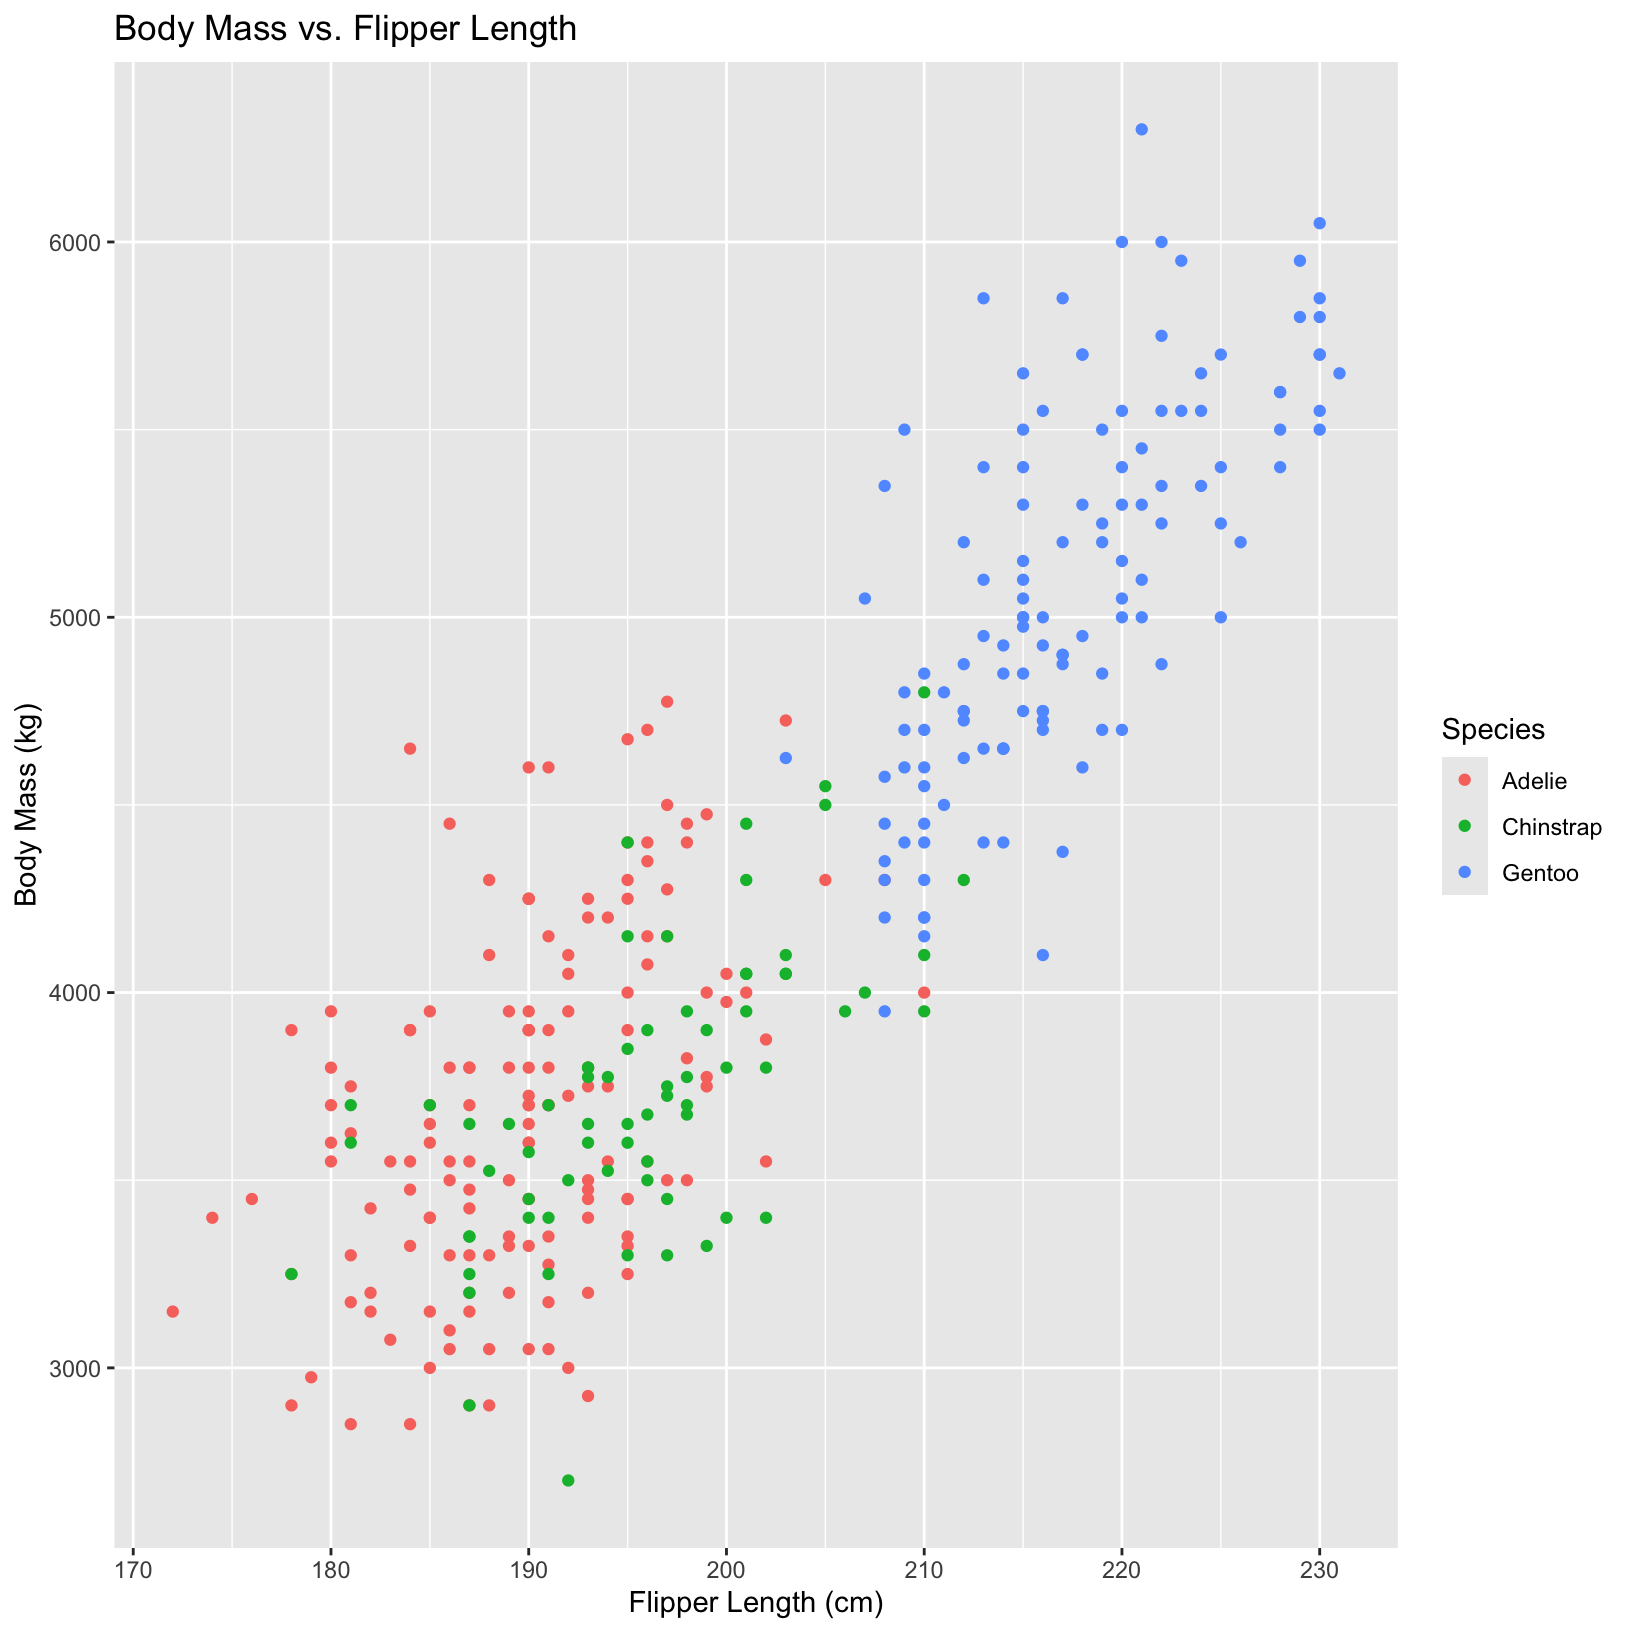 Body Mass vs. Flipper Length
6000
5000
4000
3000
Body Mass (kg)
170 180 190 200 210 220 230
Flipper Length (cm)
Species
Adelie
Chinstrap
Gentoo